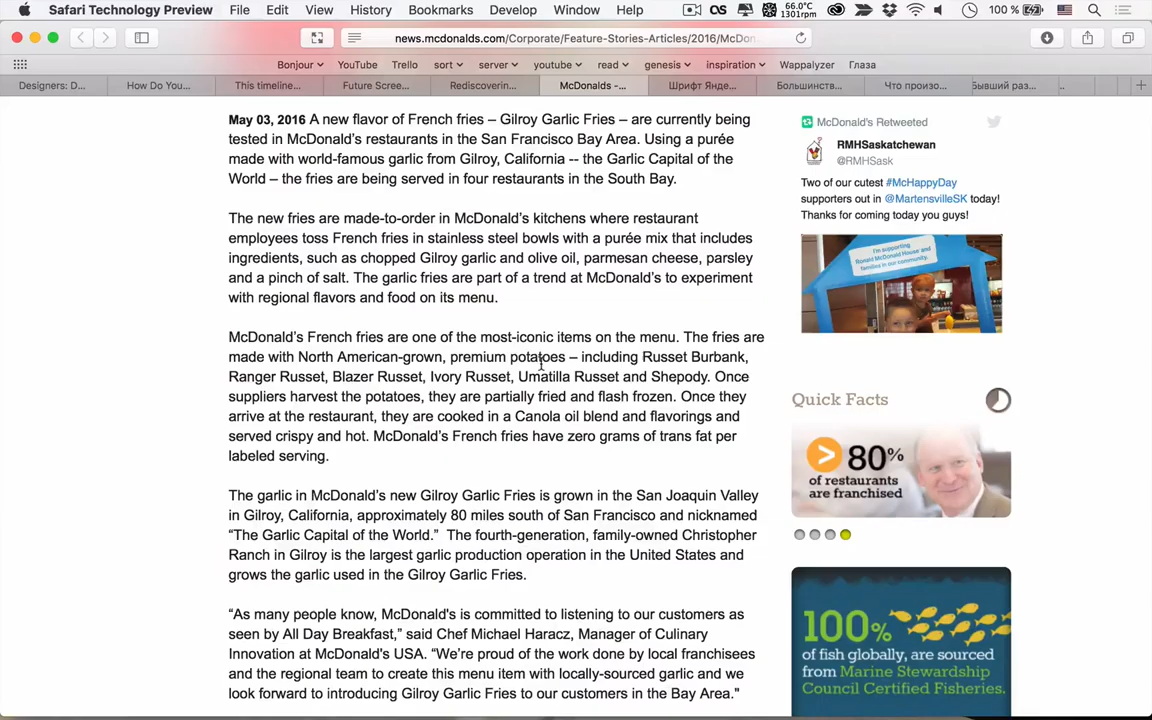 Safari Technology Preview File Edit View History Bookmarks Develop Window Help
66.0°C
1301rpm
100 %
news.mcdonalds.com/Corporate/Feature-Stories-Articles/2016/McDon
Bonjour YouTube Trello sort server youtube read genesis inspiration Wappalyzer Глаза
Designers: D... How Do You... This timeline... Future Scree... Rediscoverin... McDonalds -... Шрифт Янде... Большинств... Что произо... Бывший раз...
May 03, 2016 A new flavor of French fries – Gilroy Garlic Fries – are currently being
tested in McDonald's restaurants in the San Francisco Bay Area. Using a purée
made with world-famous garlic from Gilroy, California -- the Garlic Capital of the
World – the fries are being served in four restaurants in the South Bay.
The new fries are made-to-order in McDonald's kitchens where restaurant
employees toss French fries in stainless steel bowls with a purée mix that includes
ingredients, such as chopped Gilroy garlic and olive oil, parmesan cheese, parsley
and a pinch of salt. The garlic fries are part of a trend at McDonald's to experiment
with regional flavors and food on its menu.
McDonald's French fries are one of the most-iconic items on the menu. The fries are
made with North American-grown, premium potatoes – including Russet Burbank,
Ranger Russet, Blazer Russet, Ivory Russet, Umatilla Russet and Shepody. Once
suppliers harvest the potatoes, they are partially fried and flash frozen. Once they
arrive at the restaurant, they are cooked in a Canola oil blend and flavorings and
served crispy and hot. McDonald's French fries have zero grams of trans fat per
labeled serving.
The garlic in McDonald's new Gilroy Garlic Fries is grown in the San Joaquin Valley
in Gilroy, California, approximately 80 miles south of San Francisco and nicknamed
“The Garlic Capital of the World.”  The fourth-generation, family-owned Christopher
Ranch in Gilroy is the largest garlic production operation in the United States and
grows the garlic used in the Gilroy Garlic Fries.
“As many people know, McDonald's is committed to listening to our customers as
seen by All Day Breakfast,” said Chef Michael Haracz, Manager of Culinary
Innovation at McDonald's USA. “We're proud of the work done by local franchisees
and the regional team to create this menu item with locally-sourced garlic and we
look forward to introducing Gilroy Garlic Fries to our customers in the Bay Area."
McDonald's Retweeted
RMHSaskatchewan
@RMHSask
Two of our cutest #McHappyDay
supporters out in @MartensvilleSK today!
Thanks for coming today you guys!
I'm supporting
Ronald McDonald House and
families in our community.
Quick Facts
80%
of restaurants
are franchised
100%
of fish globally, are sourced
from Marine Stewardship
Council Certified Fisheries.